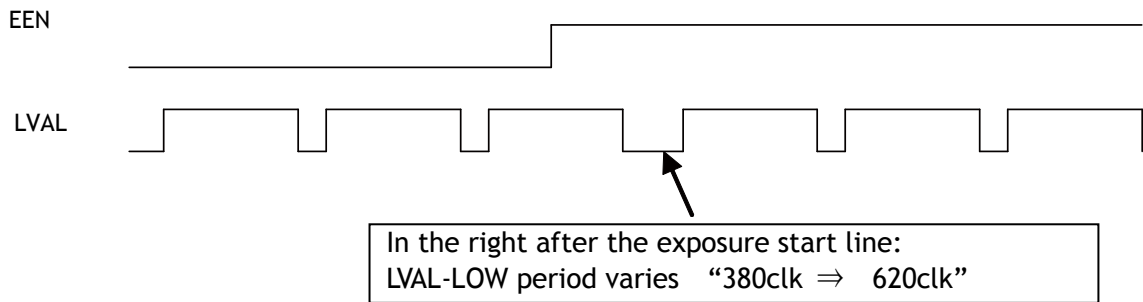 EEN
LVAL
In the right after the exposure start line:
LVAL-LOW period varies “380clk ⇒ 620clk”